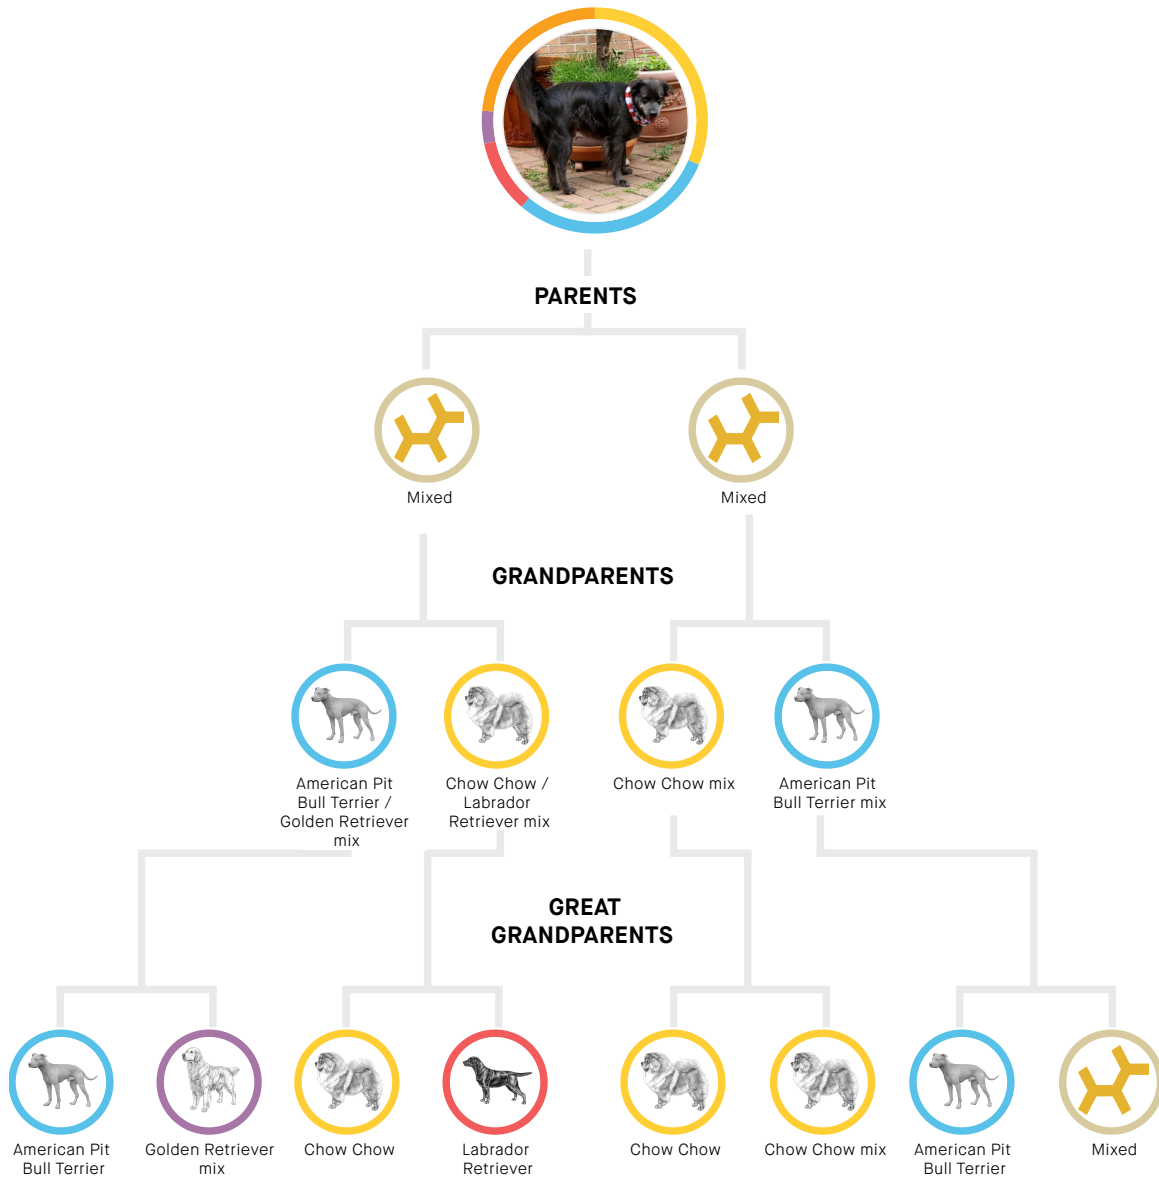 PARENTS
Mixed
Mixed
GRANDPARENTS
American Pit
Bull Terrier /
Golden Retriever
mix
Chow Chow /
Labrador
Retriever mix
Chow Chow mix
American Pit
Bull Terrier mix
GREAT
GRANDPARENTS
American Pit
Bull Terrier
Golden Retriever
mix
Chow Chow
Labrador
Retriever
Chow Chow
Chow Chow mix
American Pit
Bull Terrier
Mixed